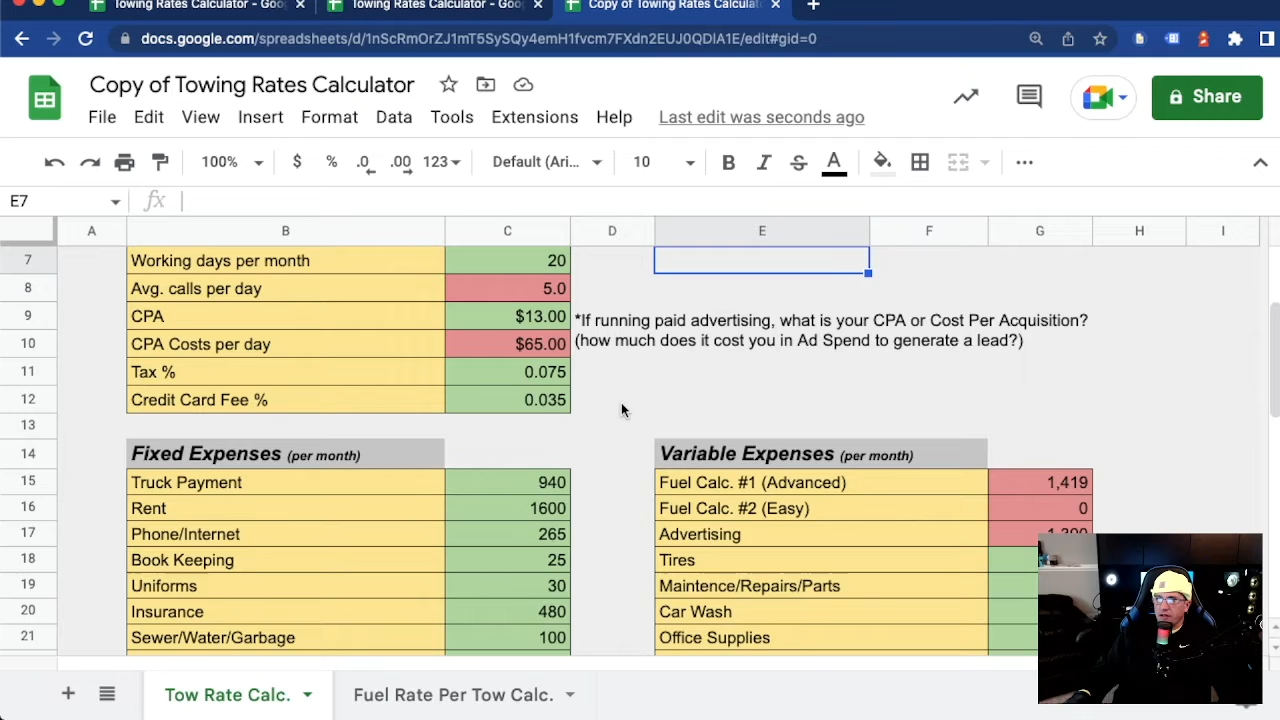 Towing Rates Calculator - Goo
Towing Rates Calculator - Goog
Copy of Towing Rates Calculat
docs.google.com/spreadsheets/d/1nScRmOrZJ1mT5SySQy4emH1fvcm7FXdn2EUJ0QDIA1E/edit#gid=0
Copy of Towing Rates Calculator
Share
File Edit View Insert Format Data Tools Extensions Help Last edit was seconds ago
100% $ % .0 .00 123 Default (Ari... 10 B I S A
E7 fx
A B C D E F G H I
7 Working days per month 20
8 Avg. calls per day 5.0
9 CPA $13.00 *If running paid advertising, what is your CPA or Cost Per Acquisition?
10 CPA Costs per day $65.00 (how much does it cost you in Ad Spend to generate a lead?)
11 Tax % 0.075
12 Credit Card Fee % 0.035
13
14 Fixed Expenses (per month) Variable Expenses (per month)
15 Truck Payment 940 Fuel Calc. #1 (Advanced) 1,419
16 Rent 1600 Fuel Calc. #2 (Easy) 0
17 Phone/Internet 265 Advertising 1,300
18 Book Keeping 25 Tires
19 Uniforms 30 Maintence/Repairs/Parts
20 Insurance 480 Car Wash
21 Sewer/Water/Garbage 100 Office Supplies
Tow Rate Calc. Fuel Rate Per Tow Calc.